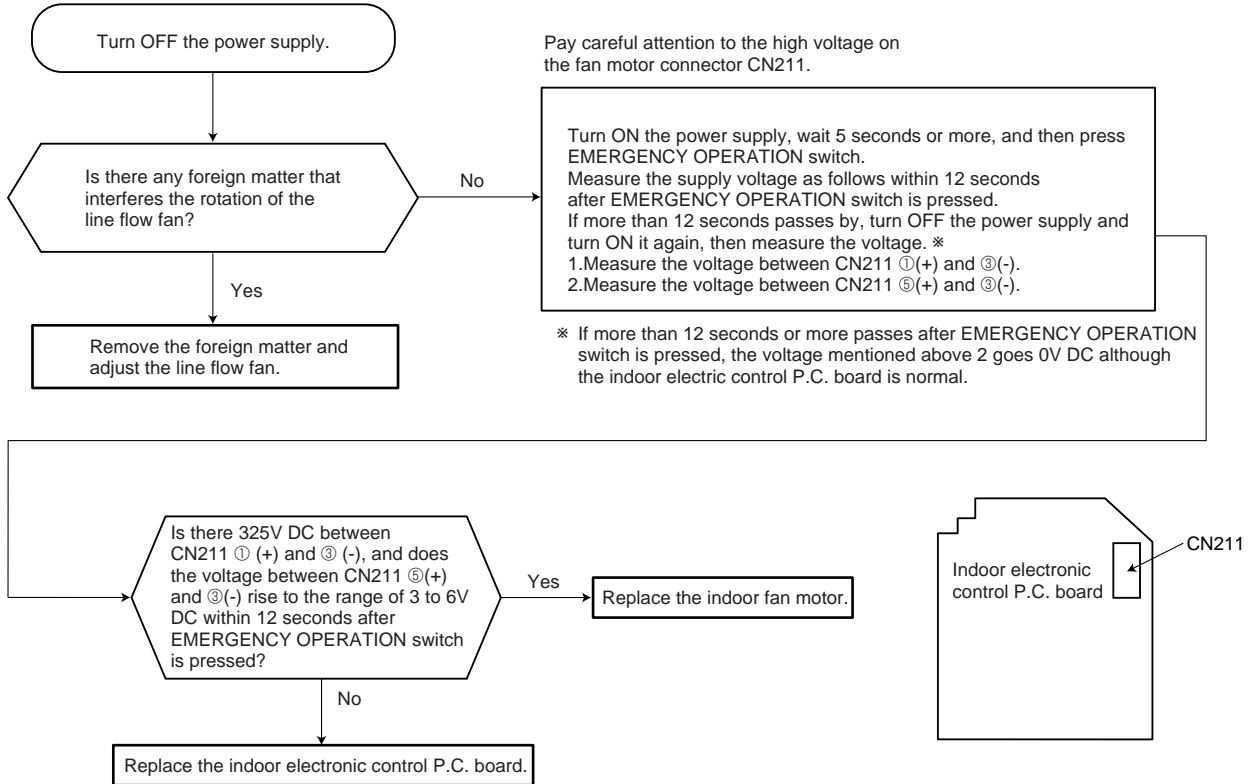 Turn OFF the power supply.
Pay careful attention to the high voltage on
the fan motor connector CN211.
Is there any foreign matter that
interferes the rotation of the
line flow fan?
No
Turn ON the power supply, wait 5 seconds or more, and then press
EMERGENCY OPERATION switch.
Measure the supply voltage as follows within 12 seconds
after EMERGENCY OPERATION switch is pressed.
If more than 12 seconds passes by, turn OFF the power supply and
turn ON it again, then measure the voltage. ※
1.Measure the voltage between CN211 ①(+) and ③(-).
2.Measure the voltage between CN211 ⑤(+) and ③(-).
Yes
Remove the foreign matter and
adjust the line flow fan.
※ If more than 12 seconds or more passes after EMERGENCY OPERATION
switch is pressed, the voltage mentioned above 2 goes 0V DC although
the indoor electric control P.C. board is normal.
Is there 325V DC between
CN211 ① (+) and ③ (-), and does
the voltage between CN211 ⑤(+)
and ③(-) rise to the range of 3 to 6V
DC within 12 seconds after
EMERGENCY OPERATION switch
is pressed?
Yes
Replace the indoor fan motor.
No
Replace the indoor electronic control P.C. board.
Indoor electronic
control P.C. board
CN211